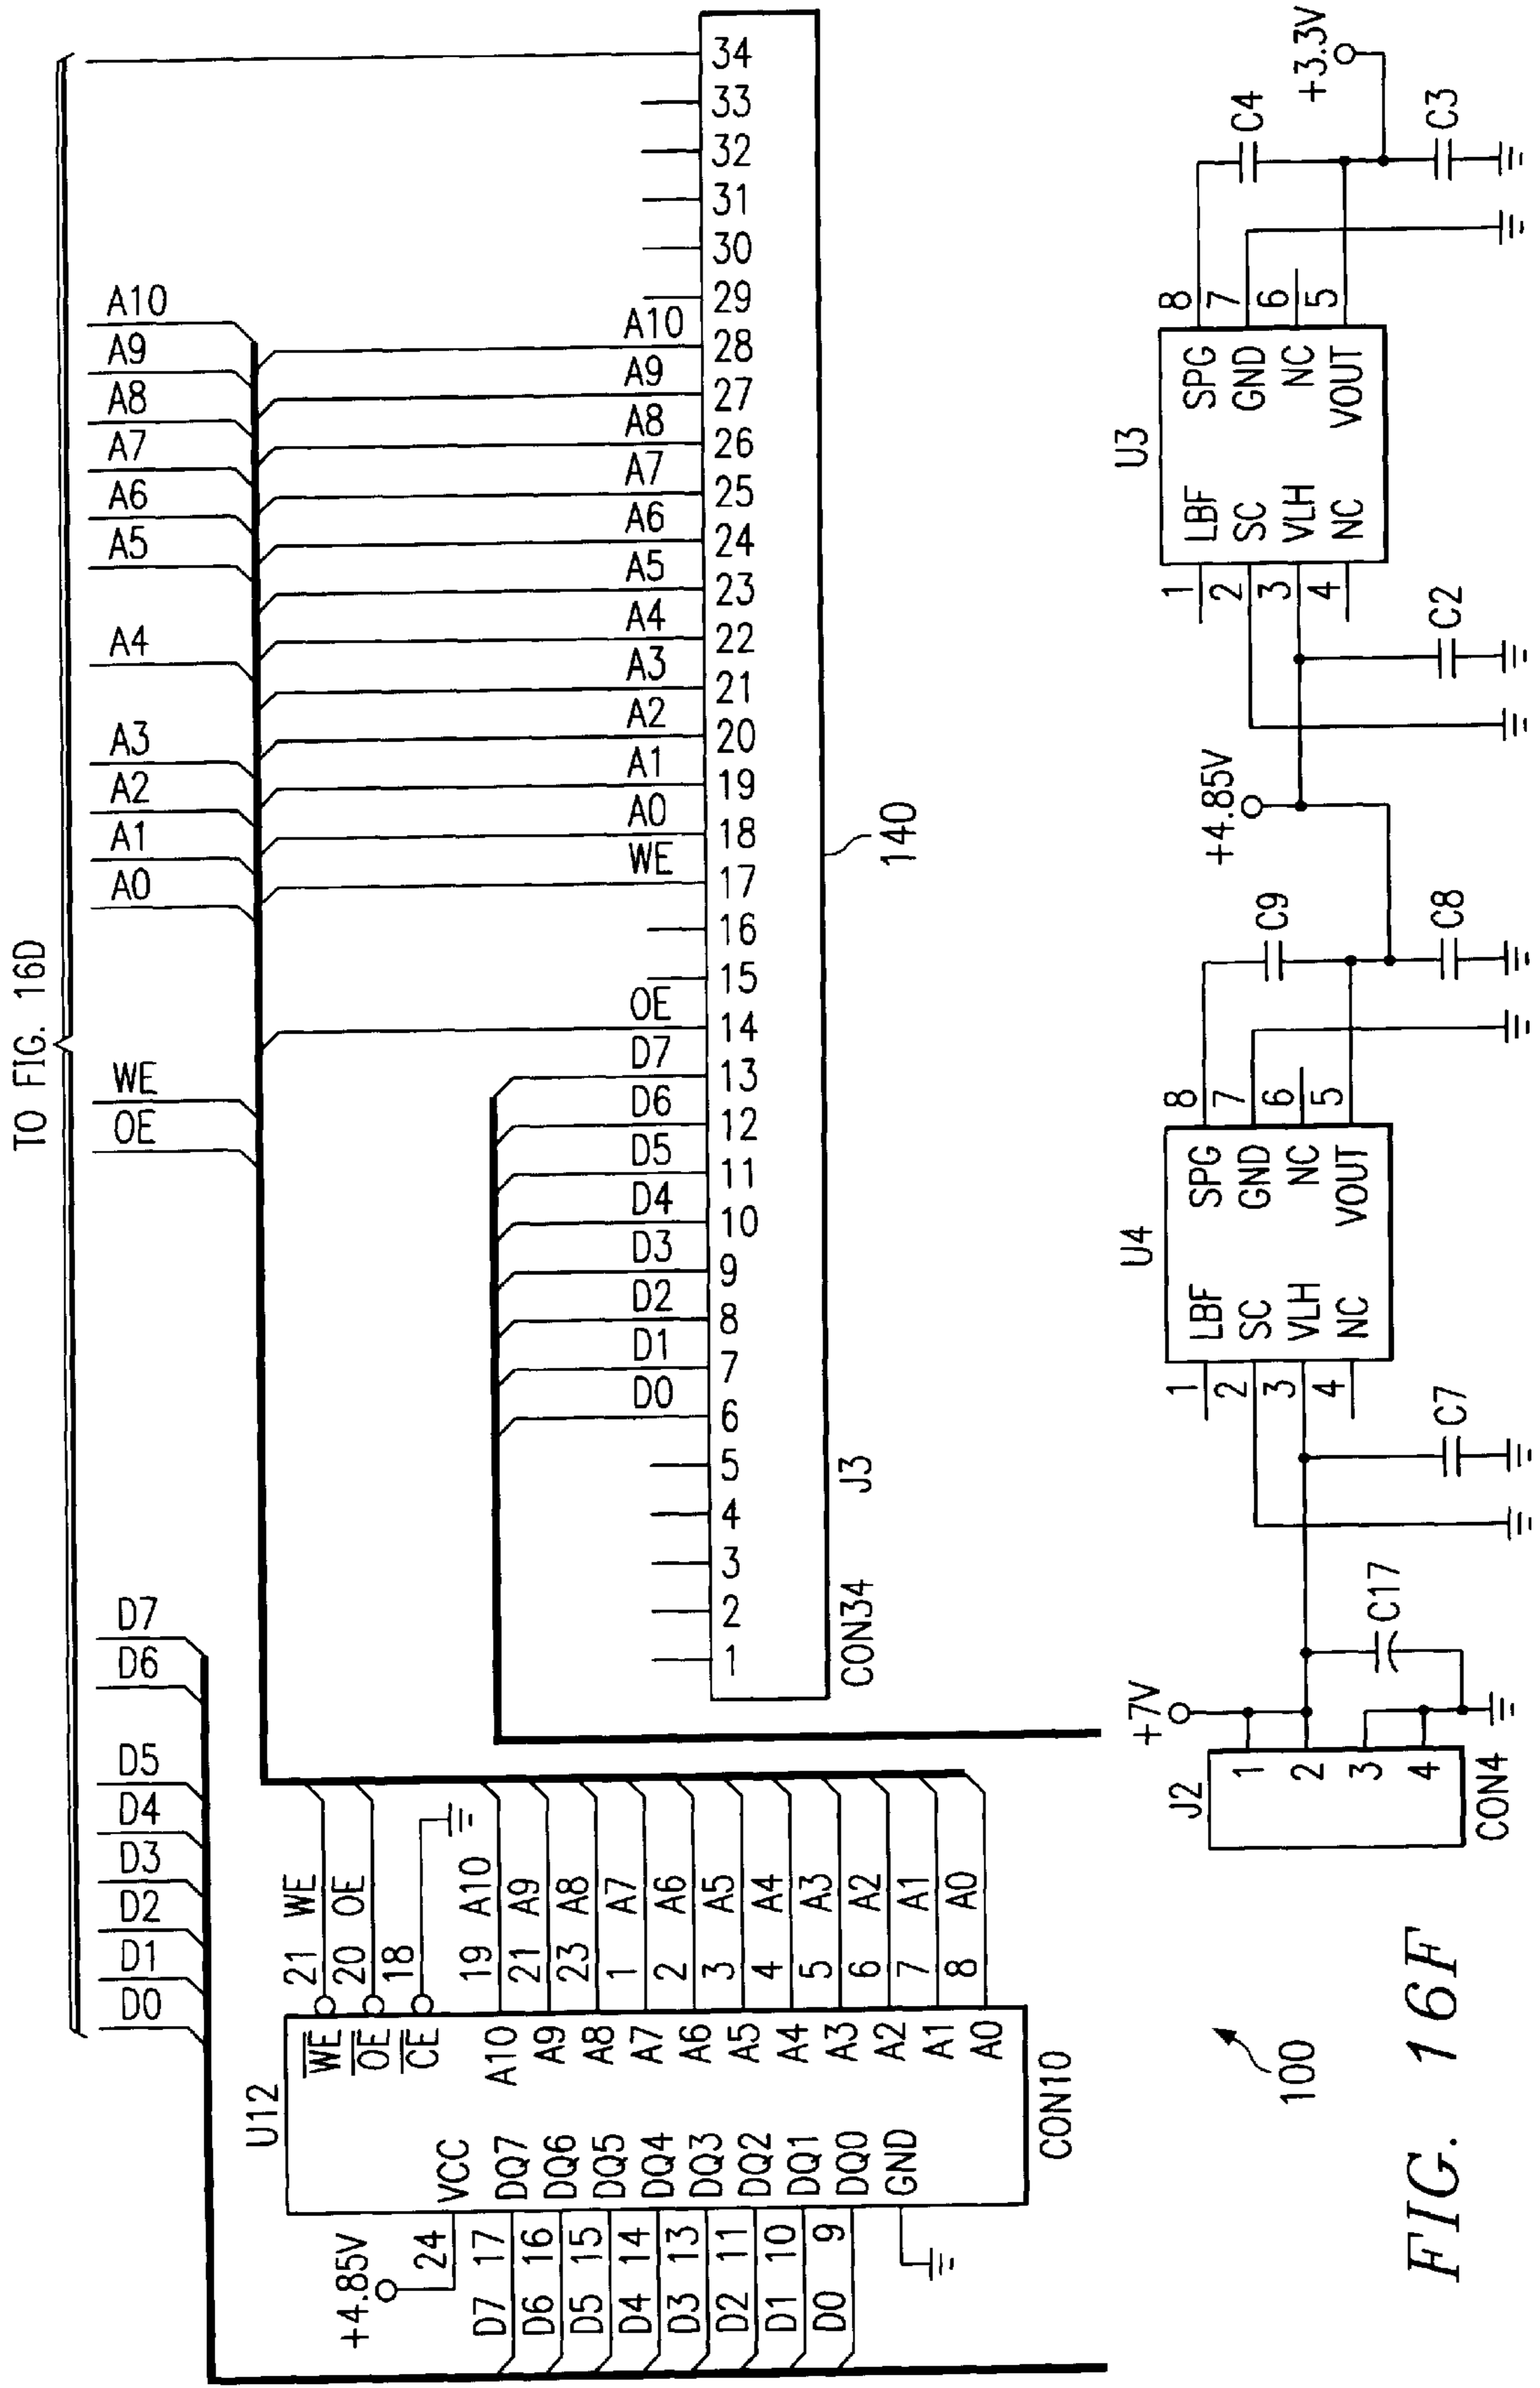 TO FIG. 16D
D0 D1 D2 D3 D4 D5 D6 D7 OE WE A0 A1 A2 A3 A4 A5 A6 A7 A8 A9 A10
U12
+4.85V
24 VCC
WE 21 WE
OE 20 OE
CE 18
D7 17 DQ7 A10 19 A10
D6 16 DQ6 A9 21 A9
D5 15 DQ5 A8 23 A8
D4 14 DQ4 A7 1 A7
D3 13 DQ3 A6 2 A6
D2 11 DQ2 A5 3 A5
D1 10 DQ1 A4 4 A4
D0 9 DQ0 A3 5 A3
GND A2 6 A2
A1 7 A1
A0 8 A0
CON10
D0 D1 D2 D3 D4 D5 D6 D7 OE WE A0 A1 A2 A3 A4 A5 A6 A7 A8 A9 A10
1 2 3 4 5 6 7 8 9 10 11 12 13 14 15 16 17 18 19 20 21 22 23 24 25 26 27 28 29 30 31 32 33 34
CON34 J3
140
J2
+7V
1
2
3
4
CON4
C17
C7
U4
1 LBF SPG 8
2 SC GND 7
3 VLH NC 6
4 NC VOUT 5
C9
C8
+4.85V
C2
U3
1 LBF SPG 8
2 SC GND 7
3 VLH NC 6
4 NC VOUT 5
C4
+3.3V
C3
100
FIG. 16F